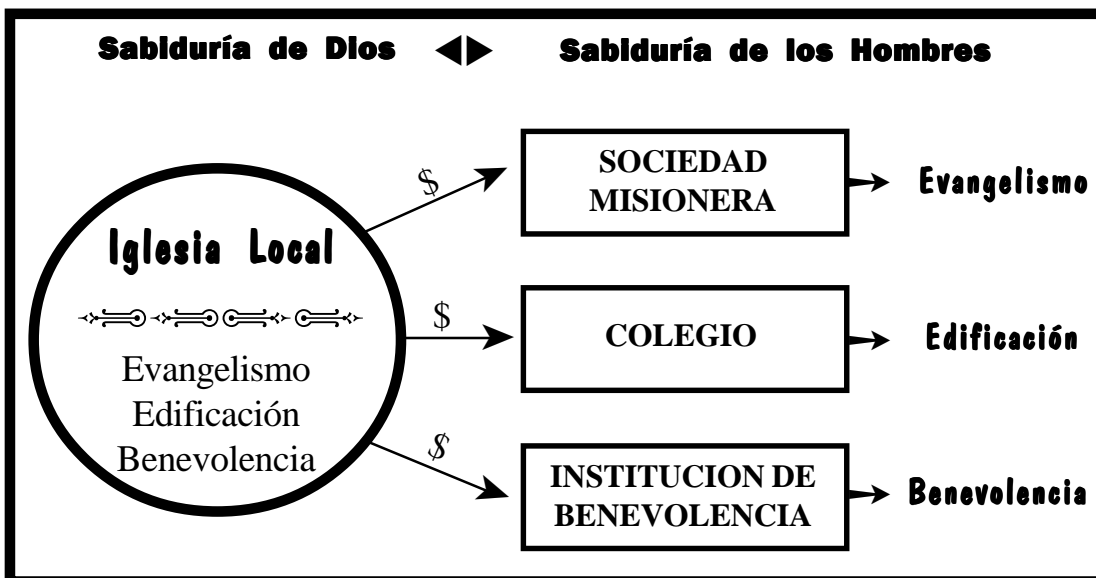 Sabiduría de Dios
Sabiduría de los Hombres
Iglesia Local
Evangelismo
Edificación
Benevolencia
$
SOCIEDAD
MISIONERA
Evangelismo
$
COLEGIO
Edificación
$
INSTITUCION DE
BENEVOLENCIA
Benevolencia